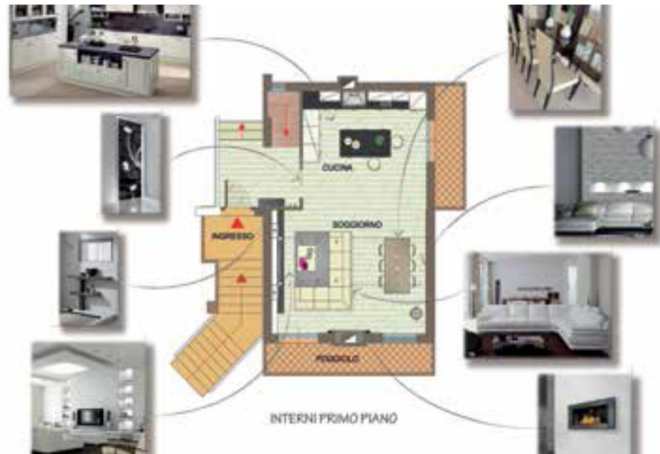 CUCINA
SOGGIORNO
INGRESSO
POGGIOLO
INTERNI PRIMO PIANO